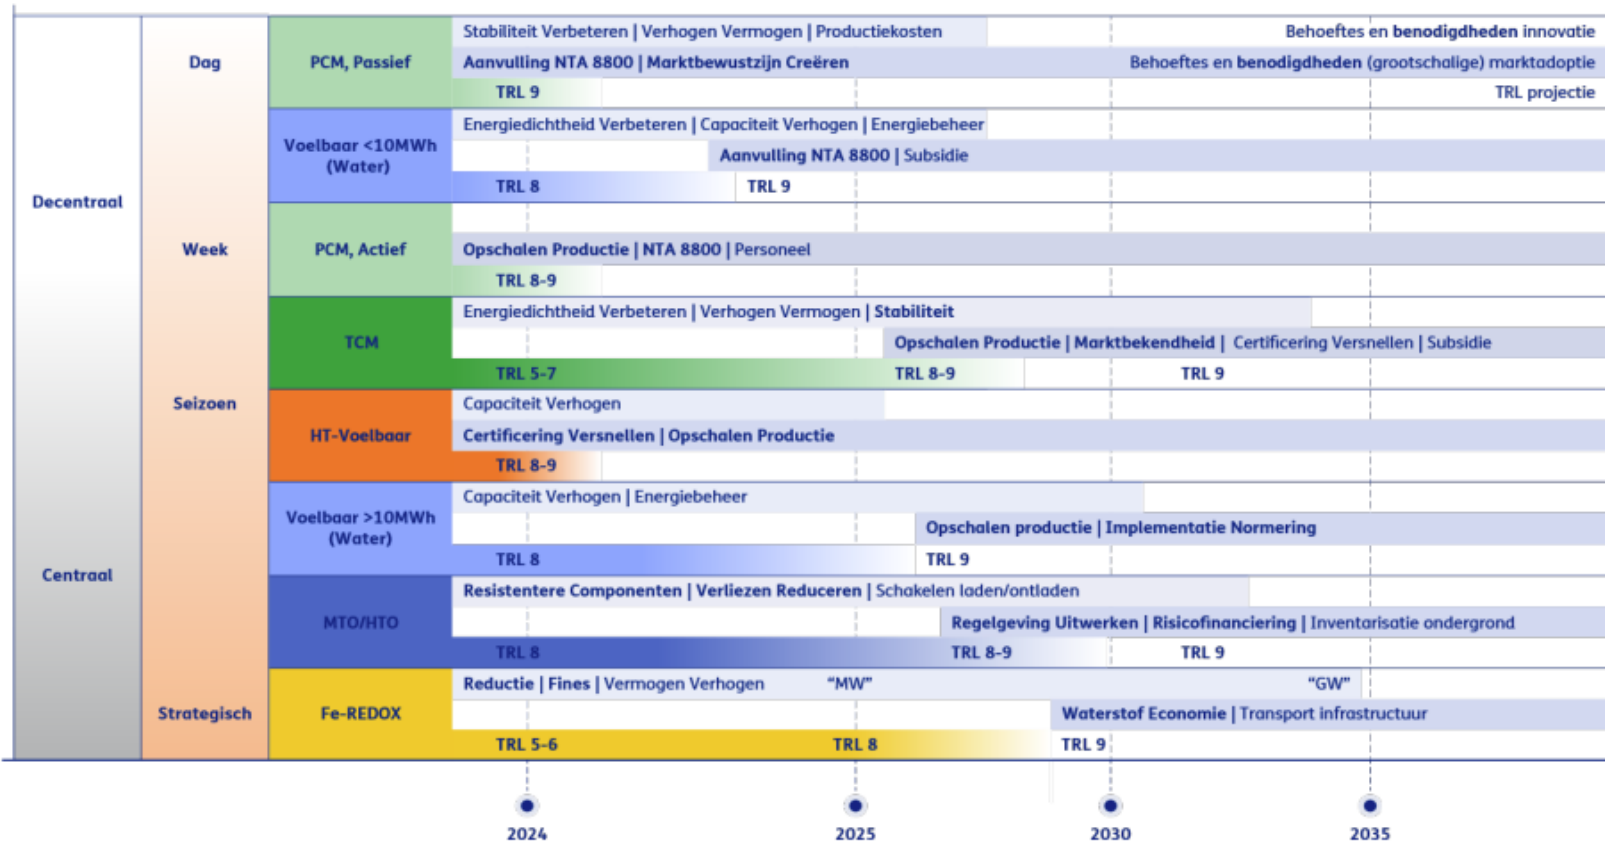 Stabiliteit Verbeteren | Verhogen Vermogen | Productiekosten
Behoeftes en benodigdheden innovatie
Dag
PCM, Passief
Aanvulling NTA 8800 | Marktbewustzijn Creëren
Behoeftes en benodigdheden (grootschalige) marktadoptie
TRL 9
TRL projectie
Energiedichtheid Verbeteren | Capaciteit Verhogen | Energiebeheer
Voelbaar <10MWh
(Water)
Aanvulling NTA 8800 | Subsidie
TRL 8
TRL 9
Decentraal
Week
PCM, Actief
Opschalen Productie | NTA 8800 | Personeel
TRL 8-9
Energiedichtheid Verbeteren | Verhogen Vermogen | Stabiliteit
TCM
Opschalen Productie | Marktbekendheid | Certificering Versnellen | Subsidie
TRL 5-7
TRL 8-9
TRL 9
Seizoen
Capaciteit Verhogen
HT-Voelbaar
Certificering Versnellen | Opschalen Productie
TRL 8-9
Capaciteit Verhogen | Energiebeheer
Voelbaar >10MWh
(Water)
Opschalen productie | Implementatie Normering
TRL 8
TRL 9
Centraal
Resistentere Componenten | Verliezen Reduceren | Schakelen laden/ontladen
MTO/HTO
Regelgeving Uitwerken | Risicofinanciering | Inventarisatie ondergrond
TRL 8
TRL 8-9
TRL 9
Reductie | Fines | Vermogen Verhogen
“MW”
“GW”
Strategisch
Fe-REDOX
Waterstof Economie | Transport infrastructuur
TRL 5-6
TRL 8
TRL 9
2024
2025
2030
2035